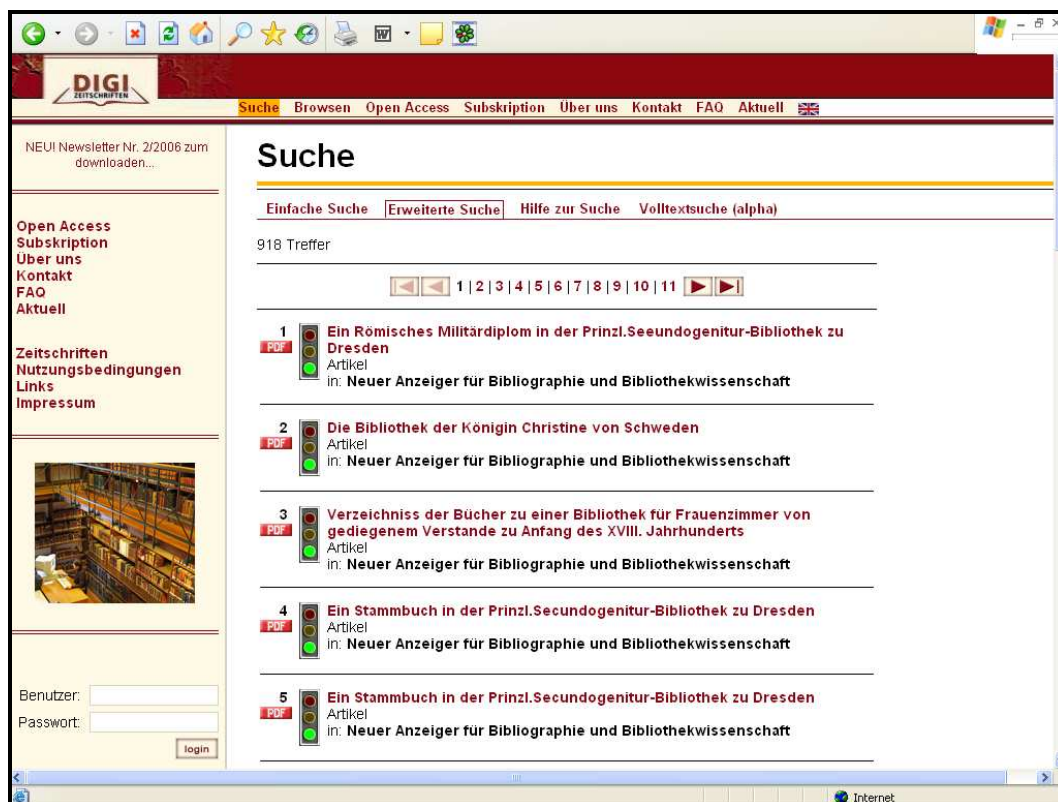 DIGI
ZEITSCHRIFTEN
Suche Browsen Open Access Subskription Über uns Kontakt FAQ Aktuell
NEU! Newsletter Nr. 2/2006 zum
downloaden...
Open Access
Subskription
Über uns
Kontakt
FAQ
Aktuell
Zeitschriften
Nutzungsbedingungen
Links
Impressum
Benutzer:
Passwort:
login
Suche
Einfache Suche Erweiterte Suche Hilfe zur Suche Volltextsuche (alpha)
918 Treffer
1 | 2 | 3 | 4 | 5 | 6 | 7 | 8 | 9 | 10 | 11
1
PDF
Ein Römisches Militärdiplom in der Prinzl.Seeundogenitur-Bibliothek zu
Dresden
Artikel
in: Neuer Anzeiger für Bibliographie und Bibliothekwissenschaft
2
PDF
Die Bibliothek der Königin Christine von Schweden
Artikel
in: Neuer Anzeiger für Bibliographie und Bibliothekwissenschaft
3
PDF
Verzeichniss der Bücher zu einer Bibliothek für Frauenzimmer von
gediegenem Verstande zu Anfang des XVIII. Jahrhunderts
Artikel
in: Neuer Anzeiger für Bibliographie und Bibliothekwissenschaft
4
PDF
Ein Stammbuch in der Prinzl.Secundogenitur-Bibliothek zu Dresden
Artikel
in: Neuer Anzeiger für Bibliographie und Bibliothekwissenschaft
5
PDF
Ein Stammbuch in der Prinzl.Secundogenitur-Bibliothek zu Dresden
Artikel
in: Neuer Anzeiger für Bibliographie und Bibliothekwissenschaft
Internet